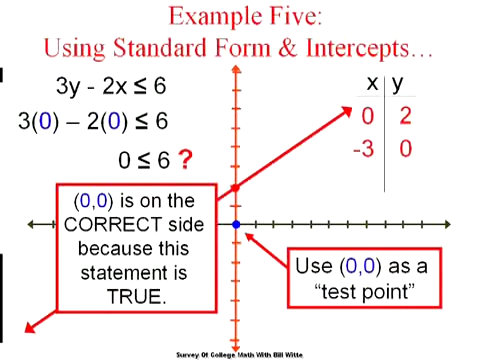 Example Five:
Using Standard Form & Intercepts…
3y - 2x ≤ 6
3(0) – 2(0) ≤ 6
0 ≤ 6 ?
x y
0 2
-3 0
(0,0) is on the
CORRECT side
because this
statement is
TRUE.
Use (0,0) as a
“test point”
Survey Of College Math With Bill Witte